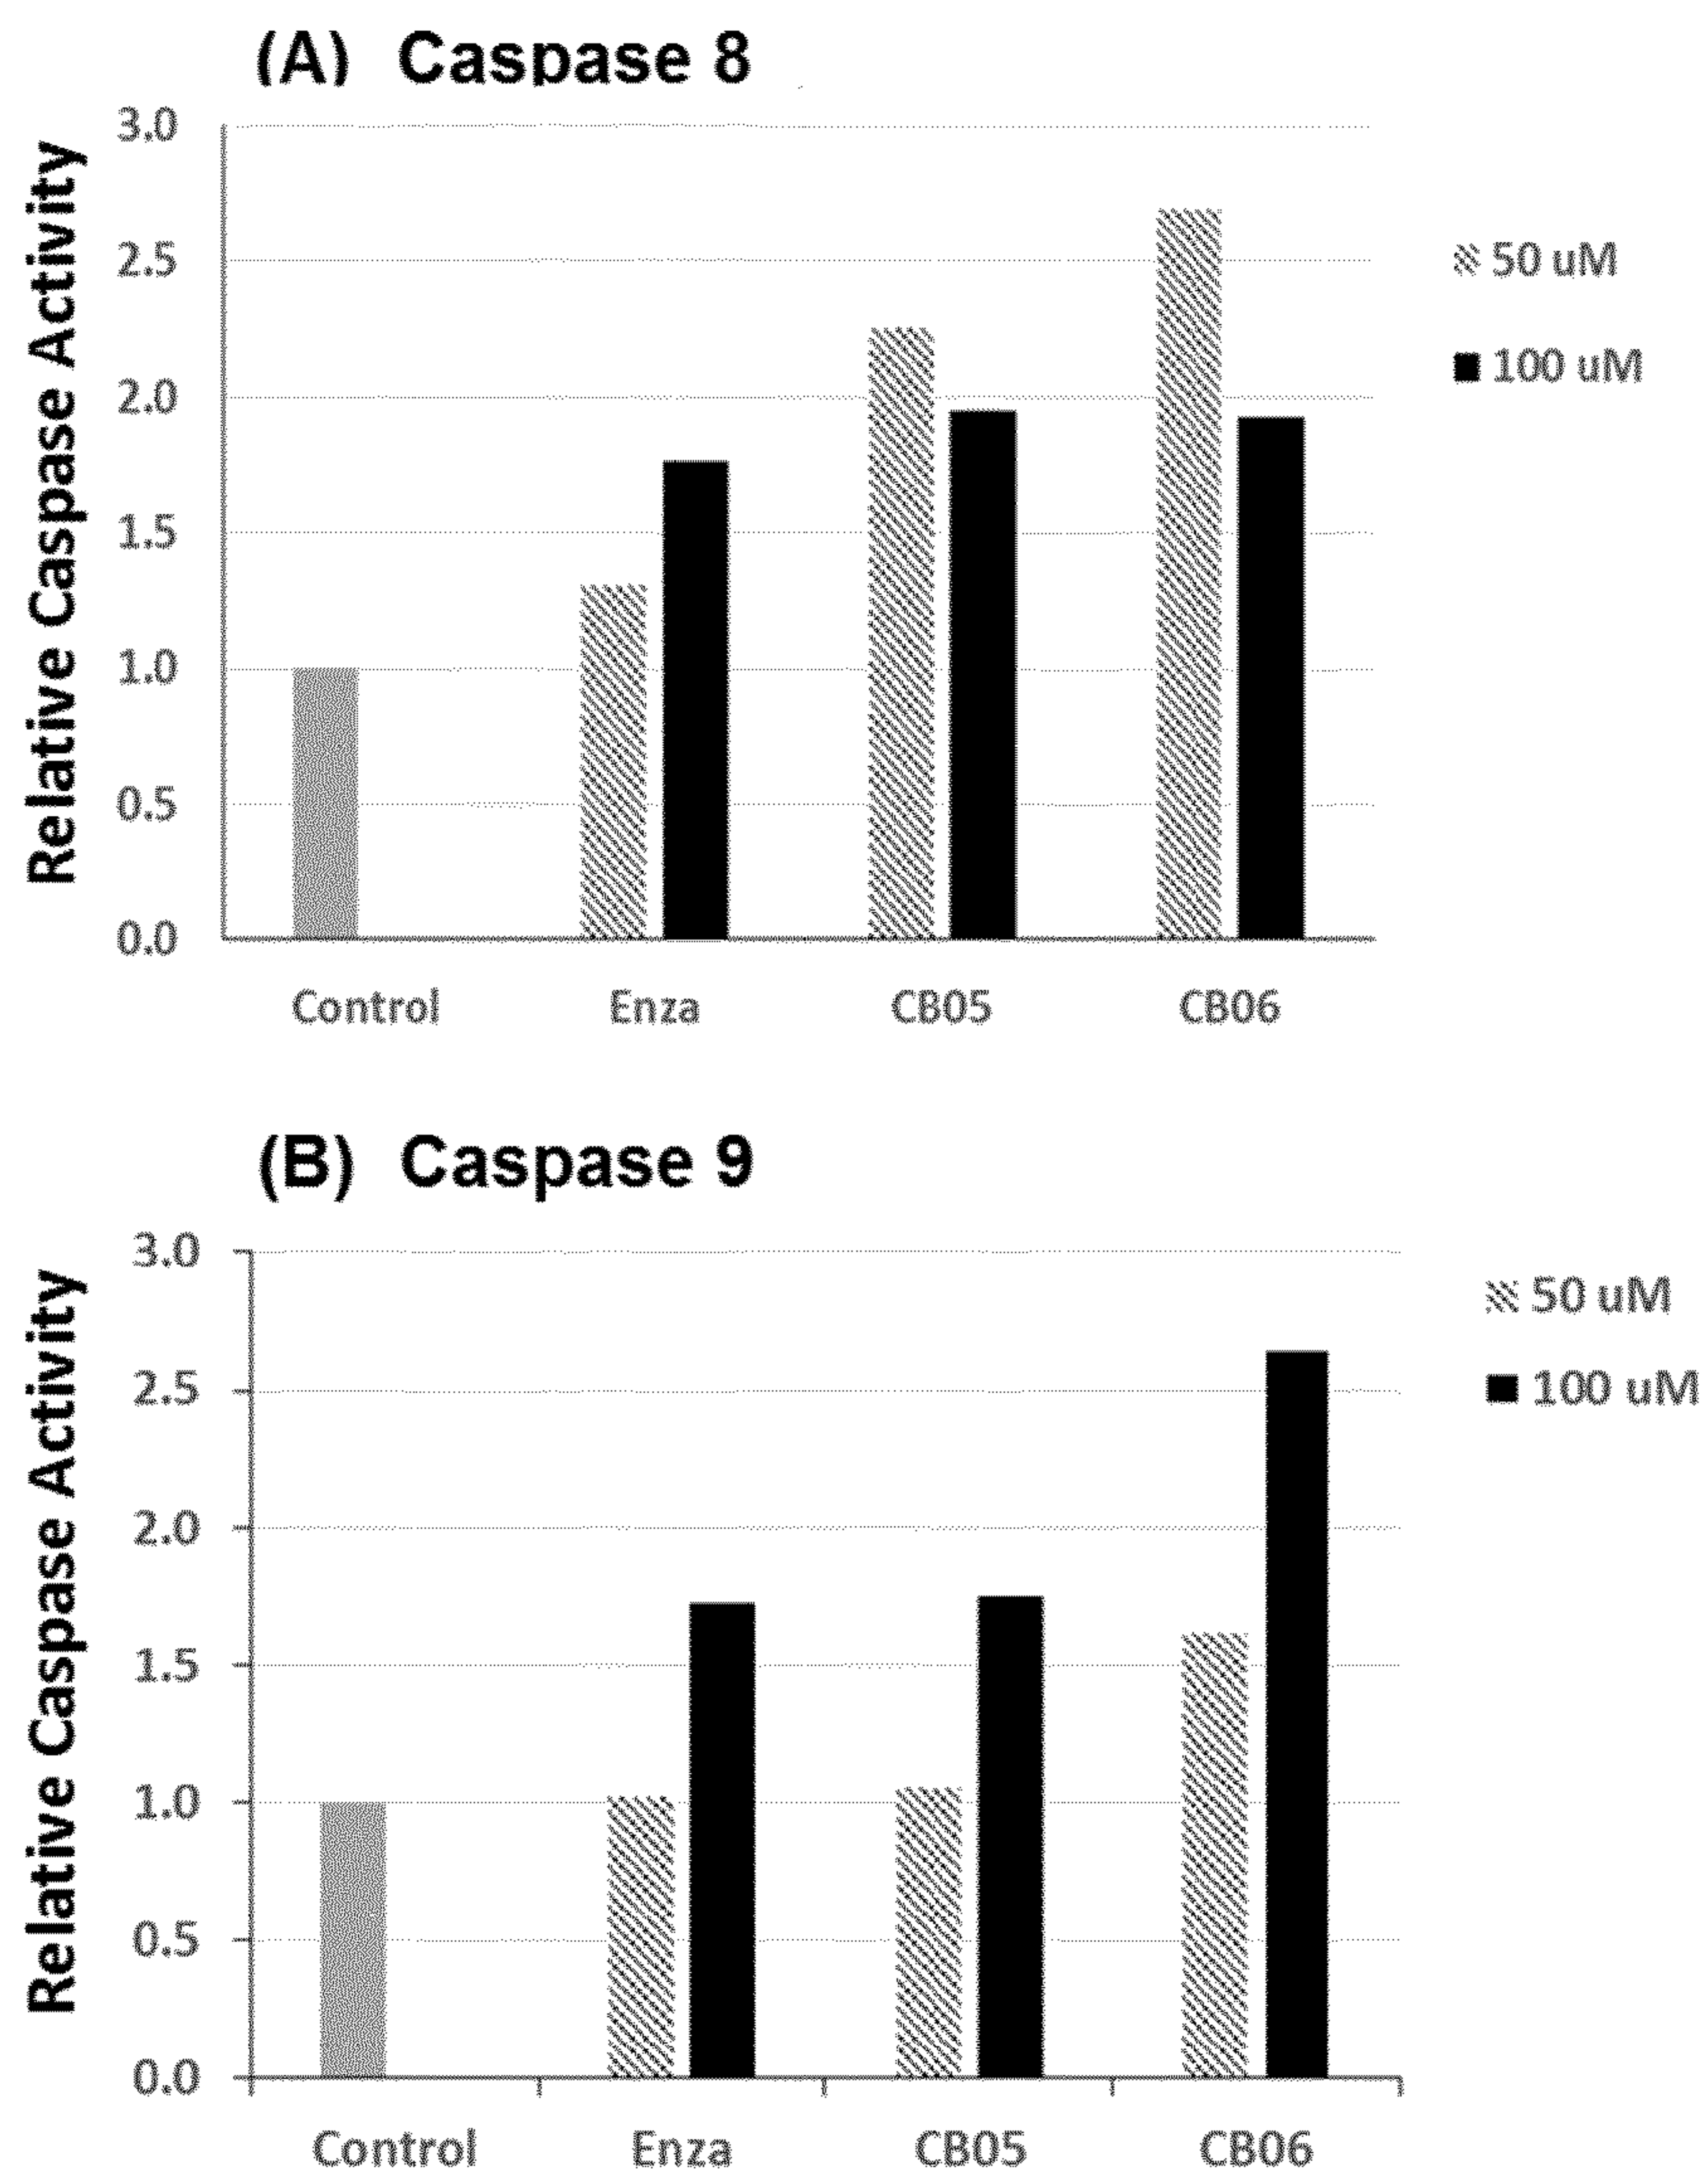 (A) Caspase 8
Relative Caspase Activity
3.0
2.5
2.0
1.5
1.0
0.5
0.0
Control Enza CB05 CB06
50 uM
100 uM
(B) Caspase 9
Relative Caspase Activity
3.0
2.5
2.0
1.5
1.0
0.5
0.0
Control Enza CB05 CB06
50 uM
100 uM